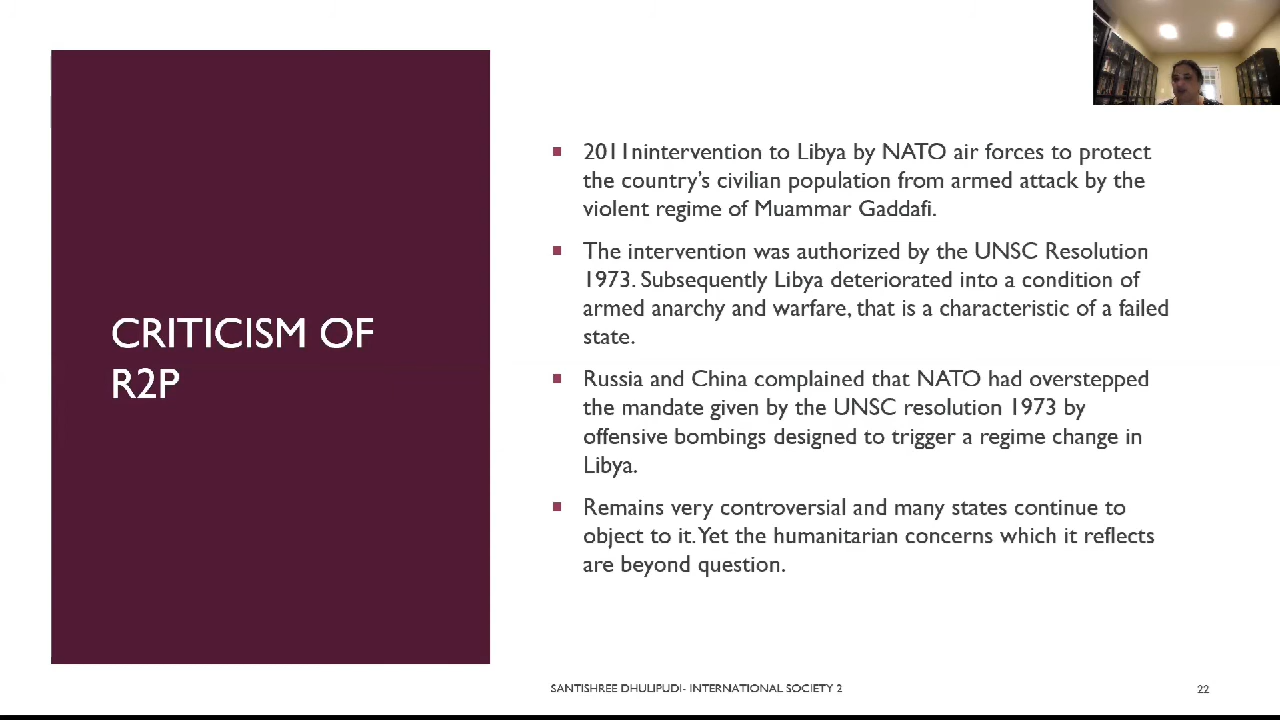 CRITICISM OF
R2P
2011nintervention to Libya by NATO air forces to protect
the country's civilian population from armed attack by the
violent regime of Muammar Gaddafi.
The intervention was authorized by the UNSC Resolution
1973. Subsequently Libya deteriorated into a condition of
armed anarchy and warfare, that is a characteristic of a failed
state.
Russia and China complained that NATO had overstepped
the mandate given by the UNSC resolution 1973 by
offensive bombings designed to trigger a regime change in
Libya.
Remains very controversial and many states continue to
object to it. Yet the humanitarian concerns which it reflects
are beyond question.
SANTISHREE DHULIPUDI- INTERNATIONAL SOCIETY 2
22